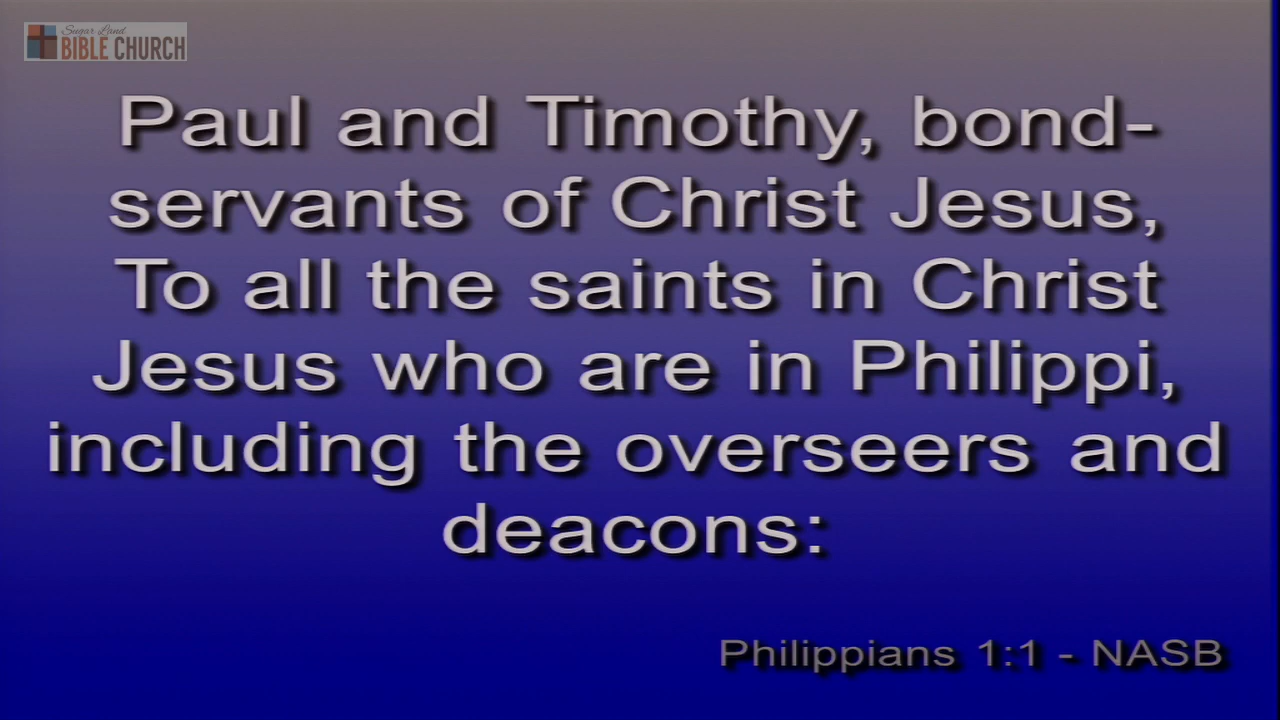 Sugar Land
BIBLE CHURCH
Paul and Timothy, bond-
servants of Christ Jesus,
To all the saints in Christ
Jesus who are in Philippi,
including the overseers and
deacons:
Philippians 1:1 - NASB